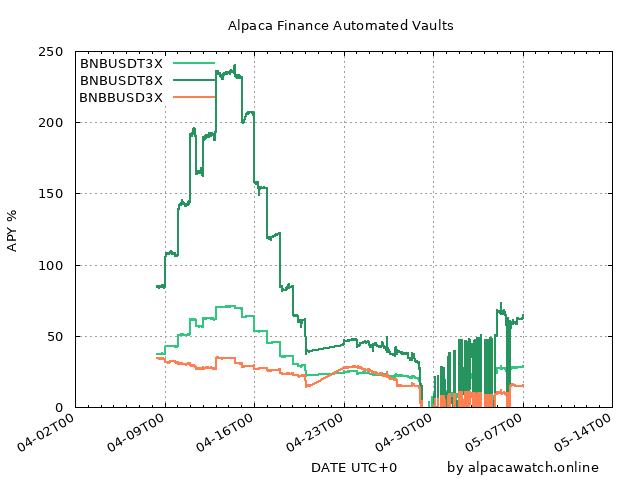 Alpaca Finance Automated Vaults
BNBUSDT3X
BNBUSDT8X
BNBBUSD3X
APY %
250
200
150
100
50
0
04-02T00
04-09T00
04-16T00
04-23T00
04-30T00
05-07T00
05-14T00
DATE UTC+0
by alpacawatch.online